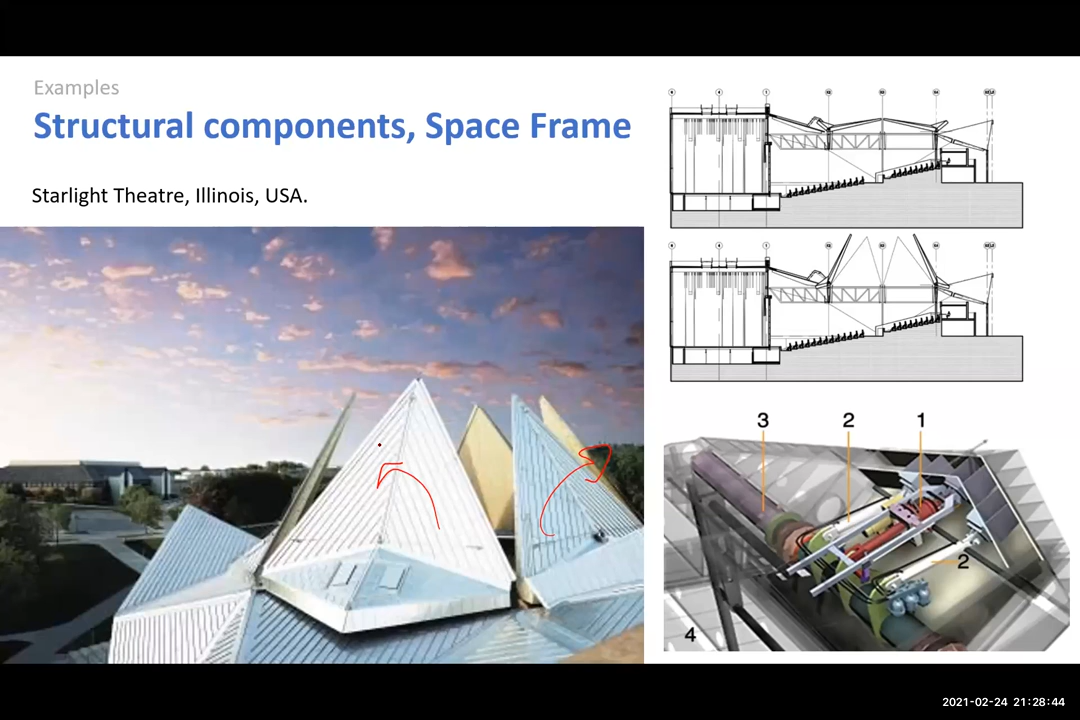 Examples
Structural components, Space Frame
Starlight Theatre, Illinois, USA.
3
2
1
2
4
2021-02-24 21:28:44